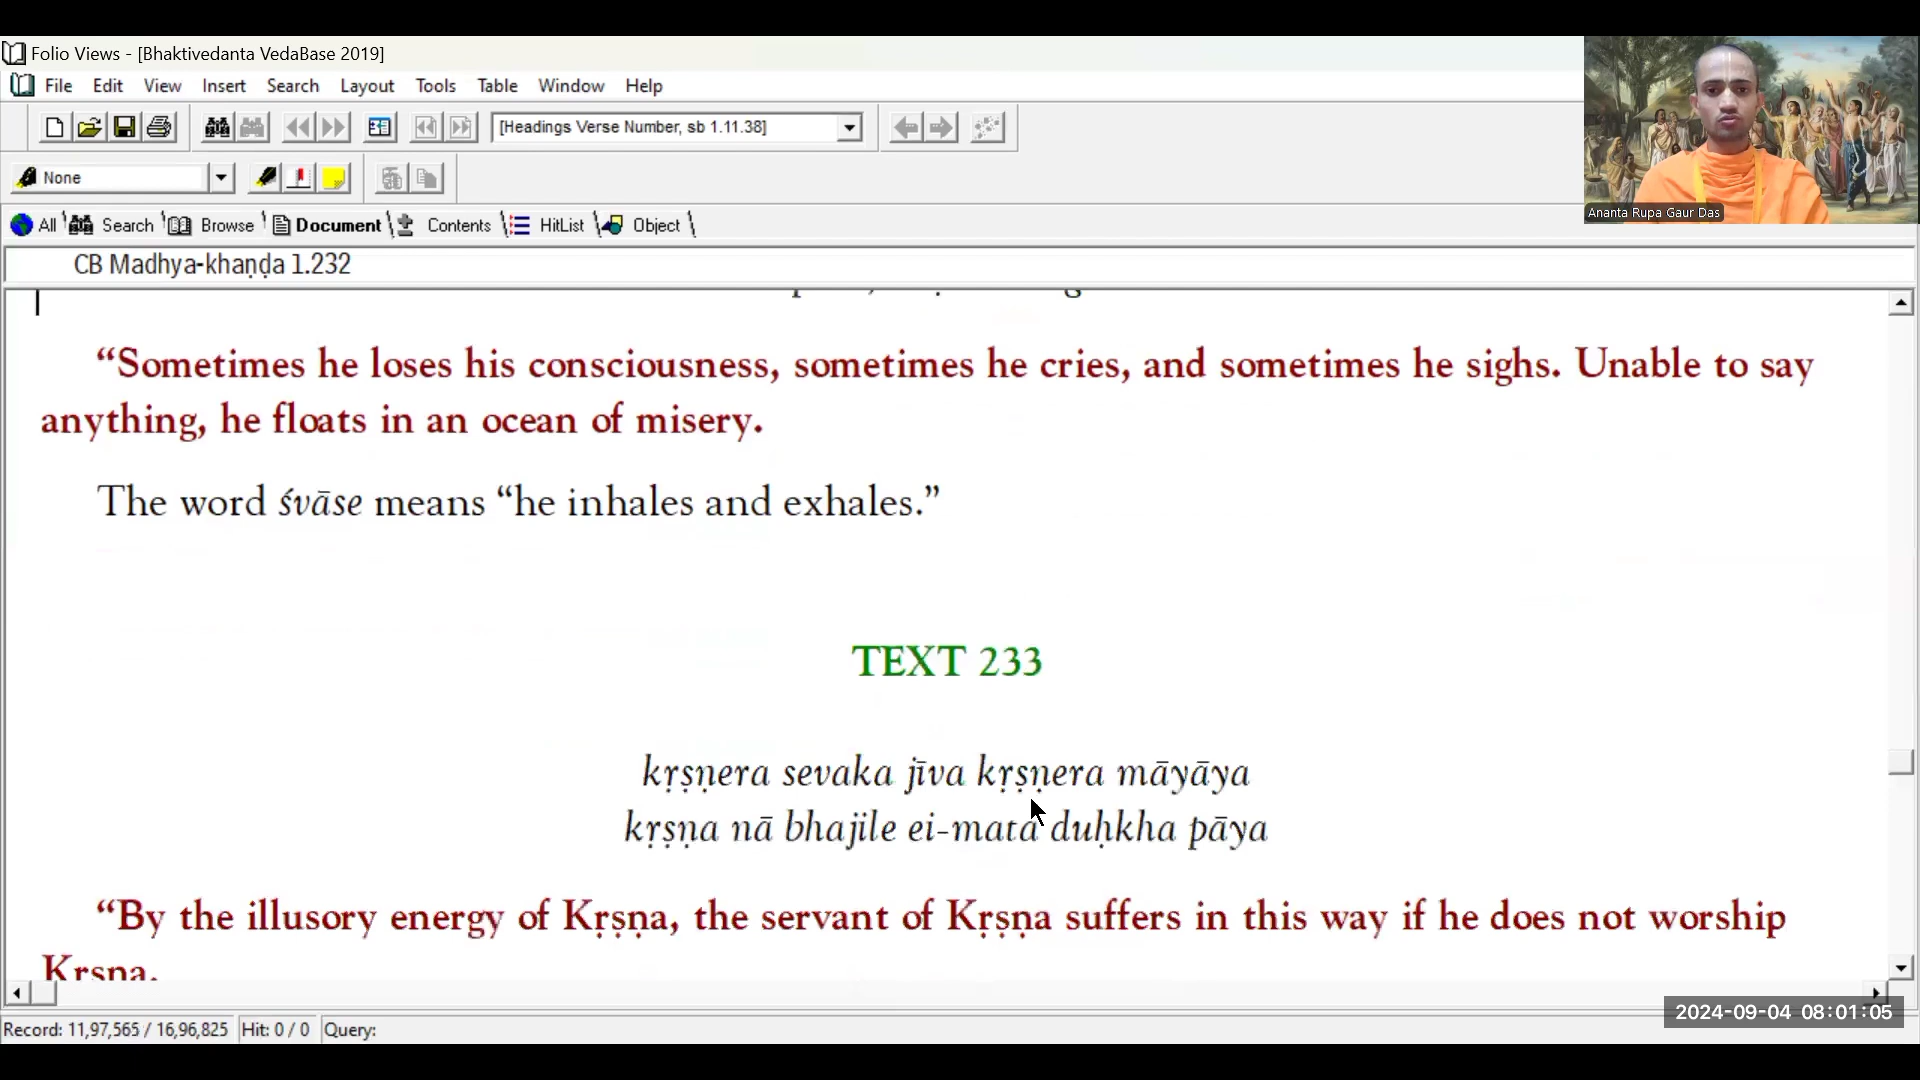 Folio Views - [Bhaktivedanta VedaBase 2019]
File Edit View Insert Search Layout Tools Table Window Help
[Headings Verse Number, sb 1.11.38]
None
All Search Browse Document Contents HitList Object
Ananta Rupa Gaur Das
CB Madhya-khaṇḍa 1.232
“Sometimes he loses his consciousness, sometimes he cries, and sometimes he sighs. Unable to say
anything, he floats in an ocean of misery.
The word śvāse means “he inhales and exhales.”
TEXT 233
kṛṣṇera sevaka jīva kṛṣṇera māyāya
kṛṣṇa nā bhajile ei-mata duḥkha pāya
“By the illusory energy of Kṛṣṇa, the servant of Kṛṣṇa suffers in this way if he does not worship
Kṛṣṇa.
2024-09-04 08:01:05
Record: 11,97,565 / 16,96,825 Hit: 0 / 0 Query: